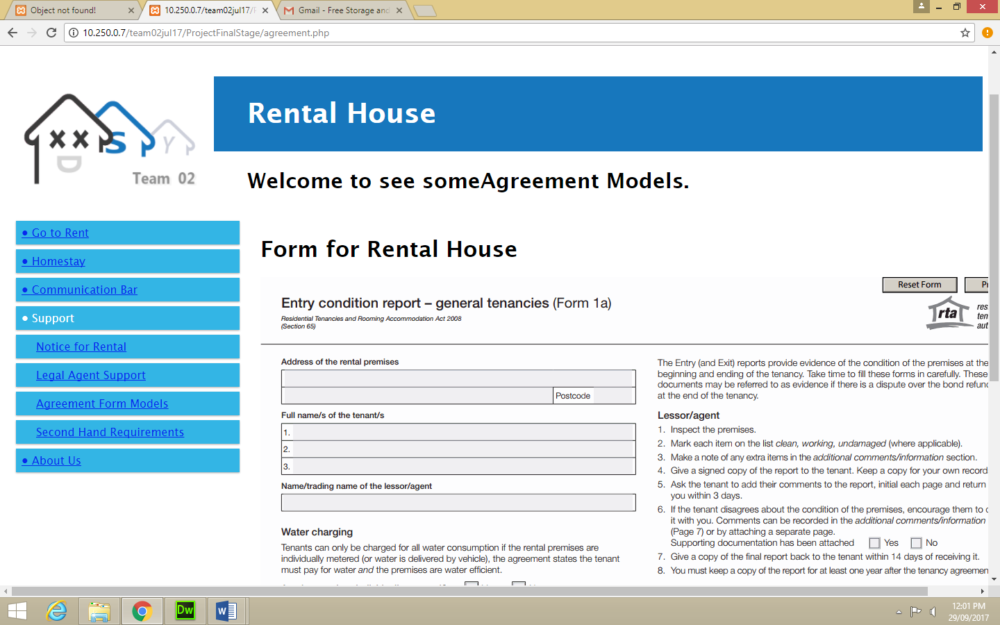 Object not found!
10.250.0.7/team02jul17/P
Gmail - Free Storage and
10.250.0.7/team02jul17/ProjectFinalStage/agreement.php
xx S Y
Team 02
Rental House
Welcome to see someAgreement Models.
• Go to Rent
• Homestay
• Communication Bar
• Support
Notice for Rental
Legal Agent Support
Agreement Form Models
Second Hand Requirements
• About Us
Form for Rental House
Reset Form
Pr
Entry condition report – general tenancies (Form 1a)
Residential Tenancies and Rooming Accommodation Act 2008
(Section 65)
rta
res
ten
aut
Address of the rental premises
Postcode
Full name/s of the tenant/s
1.
2.
3.
Name/trading name of the lessor/agent
Water charging
Tenants can only be charged for all water consumption if the rental premises are
individually metered (or water is delivered by vehicle), the agreement states the tenant
must pay for water and the premises are water efficient.
The Entry (and Exit) reports provide evidence of the condition of the premises at the
beginning and ending of the tenancy. Take time to fill these forms in carefully. These
documents may be referred to as evidence if there is a dispute over the bond refund
at the end of the tenancy.
Lessor/agent
1. Inspect the premises.
2. Mark each item on the list clean, working, undamaged (where applicable).
3. Make a note of any extra items in the additional comments/information section.
4. Give a signed copy of the report to the tenant. Keep a copy for your own record
5. Ask the tenant to add their comments to the report, initial each page and return
you within 3 days.
6. If the tenant disagrees about the condition of the premises, encourage them to
it with you. Comments can be recorded in the additional comments/information
(Page 7) or by attaching a separate page.
Supporting documentation has been attached Yes No
7. Give a copy of the final report back to the tenant within 14 days of receiving it.
8. You must keep a copy of the report for at least one year after the tenancy agreemen
Dw
12:01 PM
29/09/2017